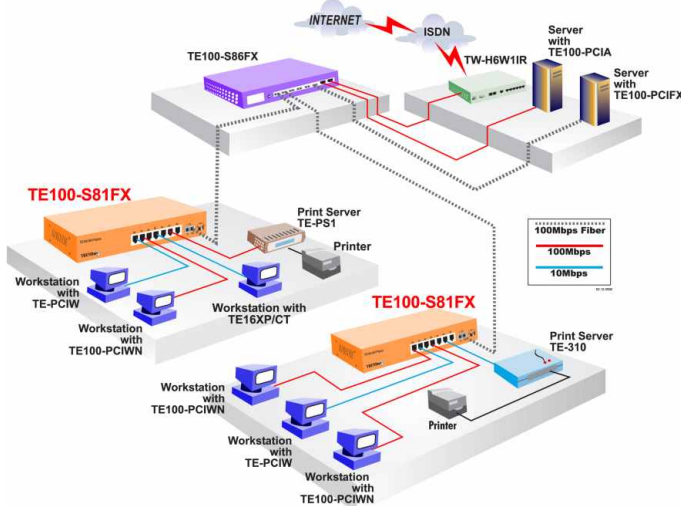 INTERNET
ISDN
TE100-S86FX
TW-H6W1IR
Server
with
TE100-PCIA
Server
with
TE100-PCIFX
TE100-S81FX
Print Server
TE-PS1
Printer
Workstation
with
TE-PCIW
Workstation
with
TE100-PCIWN
Workstation with
TE16XP/CT
100Mbps Fiber
100Mbps
10Mbps
TE100-S81FX
Print Server
TE-310
Printer
Workstation
with
TE100-PCIWN
Workstation
with
TE-PCIW
Workstation
with
TE100-PCIWN